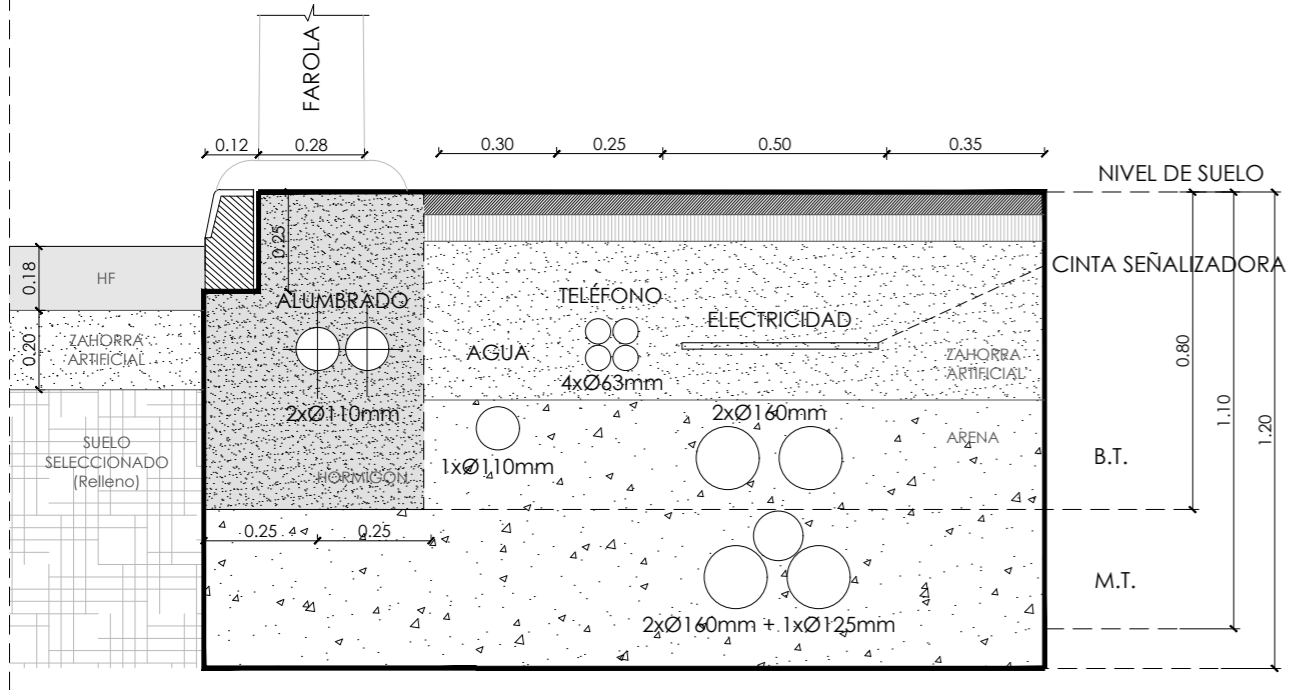 FAROLA
0.12
0.28
0.30
0.25
0.50
0.35
NIVEL DE SUELO
0.25
0.18
HF
CINTA SEÑALIZADORA
ALUMBRADO
TELÉFONO
ELECTRICIDAD
0.20
ZAHORRA
ARTIFICIAL
AGUA
ZAHORRA
ARTIFICIAL
0.80
4xØ63mm
2xØ110mm
2xØ160mm
1.10
1.20
SUELO
SELECCIONADO
(Relleno)
ARENA
B.T.
1xØ110mm
HORMIGÓN
0.25
0.25
M.T.
2xØ160mm + 1xØ125mm